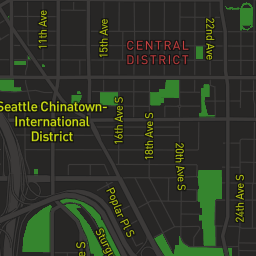 11th Ave
15th Ave
22nd Ave
CENTRAL
DISTRICT
Seattle Chinatown-
International
District
16th Ave S
18th Ave S
20th Ave S
24th Ave S
Poplar Pl S